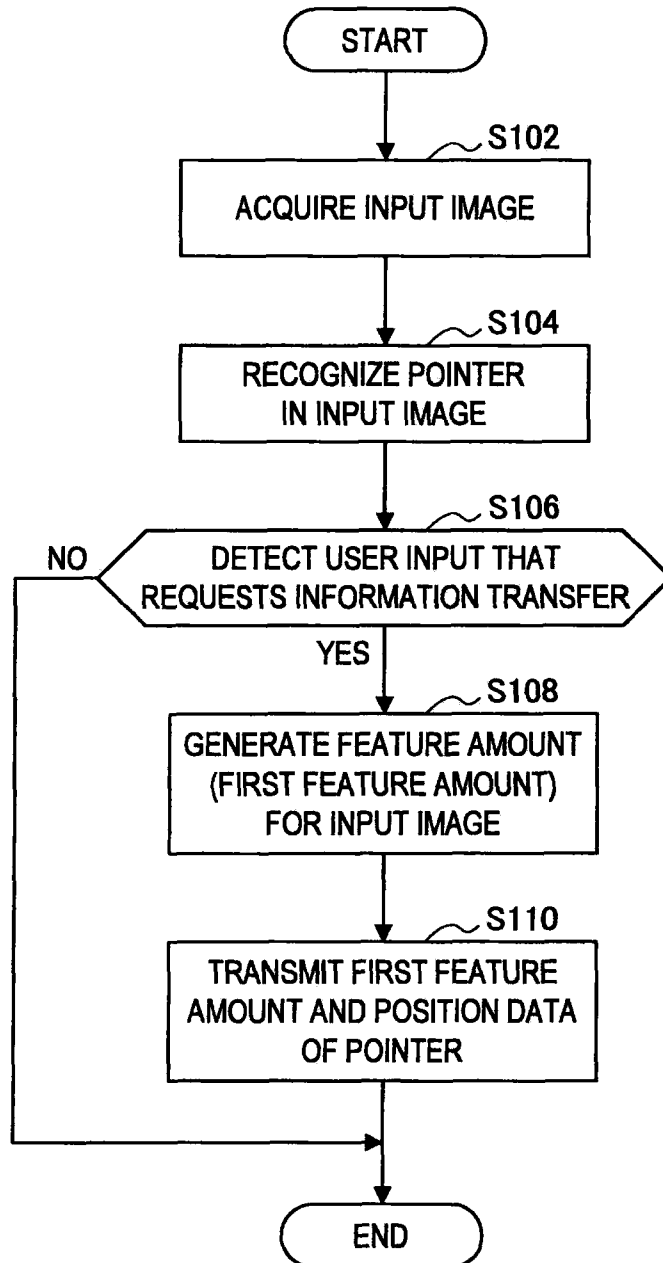 START
S102
ACQUIRE INPUT IMAGE
S104
RECOGNIZE POINTER
IN INPUT IMAGE
S106
NO
DETECT USER INPUT THAT
REQUESTS INFORMATION TRANSFER
YES
S108
GENERATE FEATURE AMOUNT
(FIRST FEATURE AMOUNT)
FOR INPUT IMAGE
S110
TRANSMIT FIRST FEATURE
AMOUNT AND POSITION DATA
OF POINTER
END